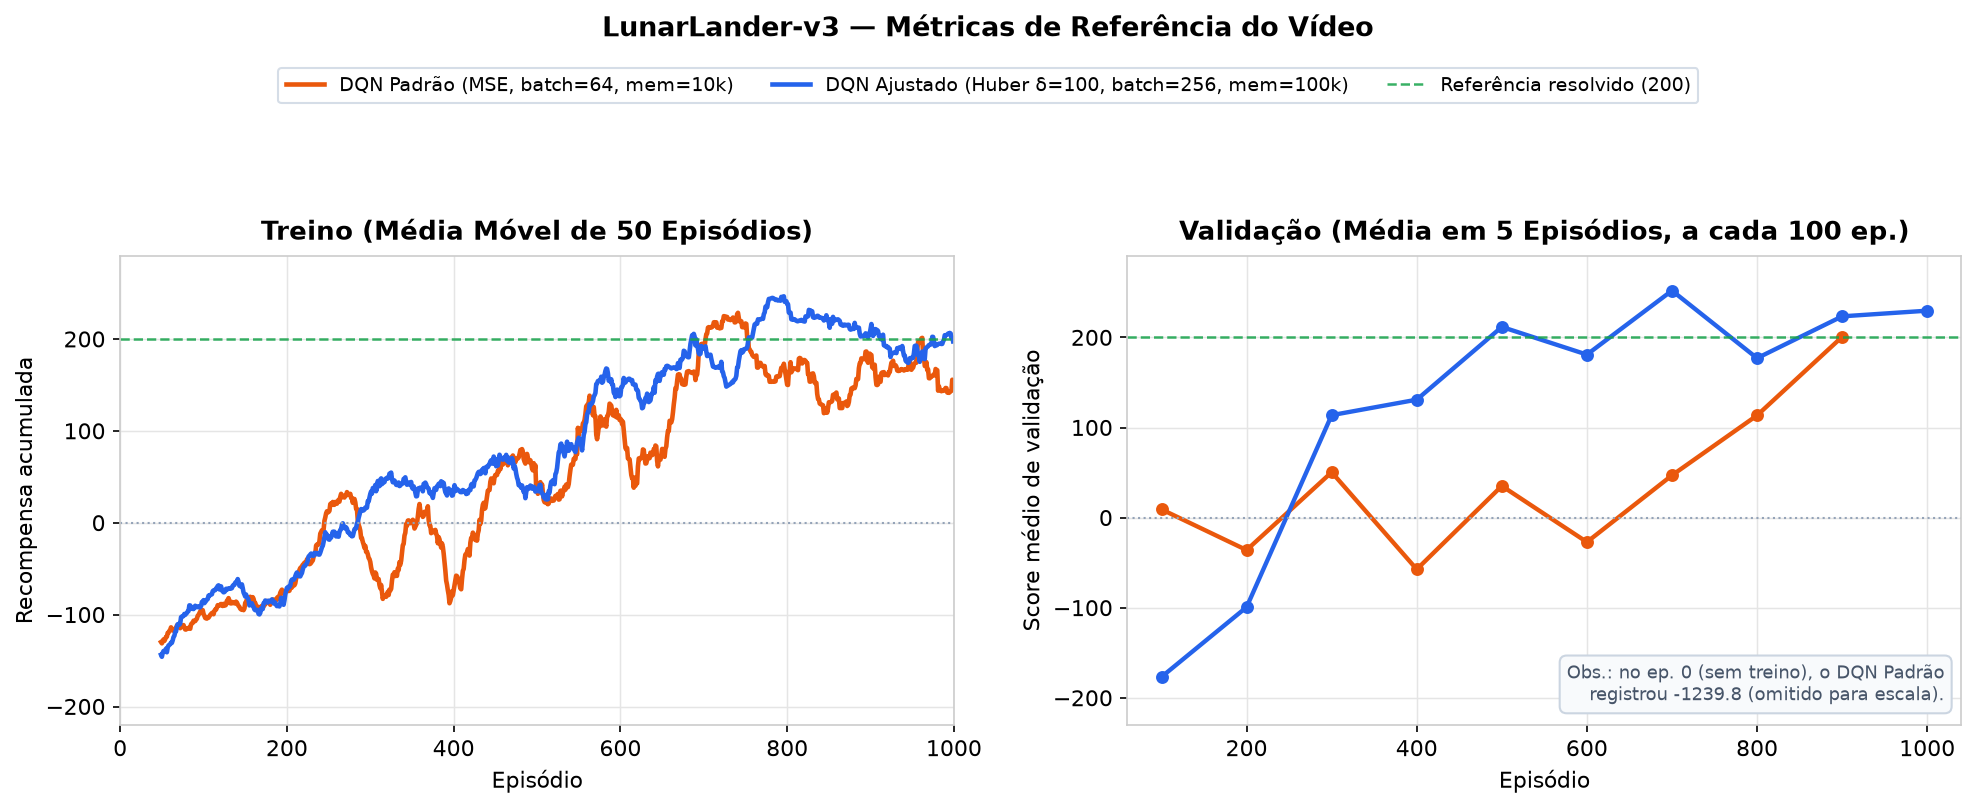 LunarLander-v3 — Métricas de Referência do Vídeo
DQN Padrão (MSE, batch=64, mem=10k)
DQN Ajustado (Huber δ=100, batch=256, mem=100k)
Referência resolvido (200)
Treino (Média Móvel de 50 Episódios)
Recompensa acumulada
200
100
0
−100
−200
0
200
400
600
800
1000
Episódio
Validação (Média em 5 Episódios, a cada 100 ep.)
Score médio de validação
200
100
0
−100
−200
Obs.: no ep. 0 (sem treino), o DQN Padrão
registrou -1239.8 (omitido para escala).
200
400
600
800
1000
Episódio